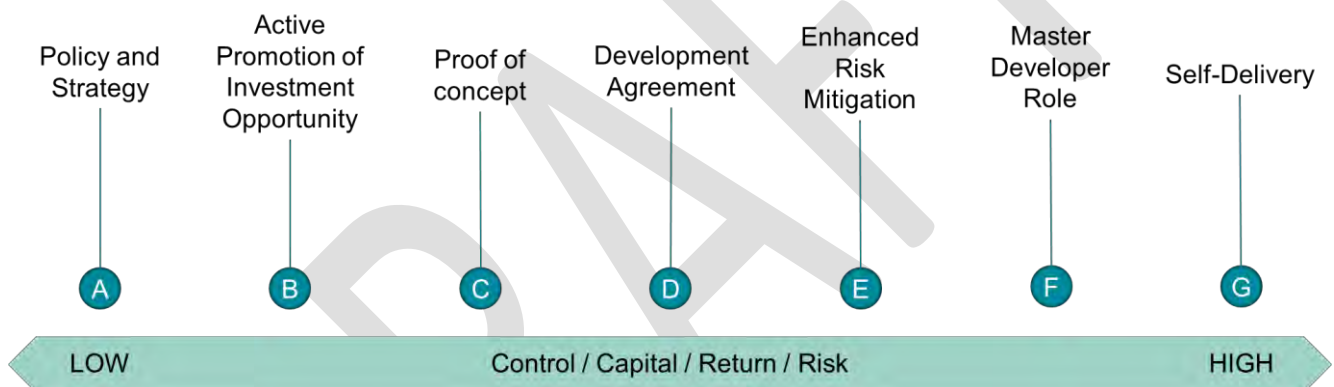 Policy and
Strategy
Active
Promotion of
Investment
Opportunity
Proof of
concept
Development
Agreement
Enhanced
Risk
Mitigation
Master
Developer
Role
Self-Delivery
A
B
C
D
E
F
G
LOW
Control / Capital / Return / Risk
HIGH
DRAFT